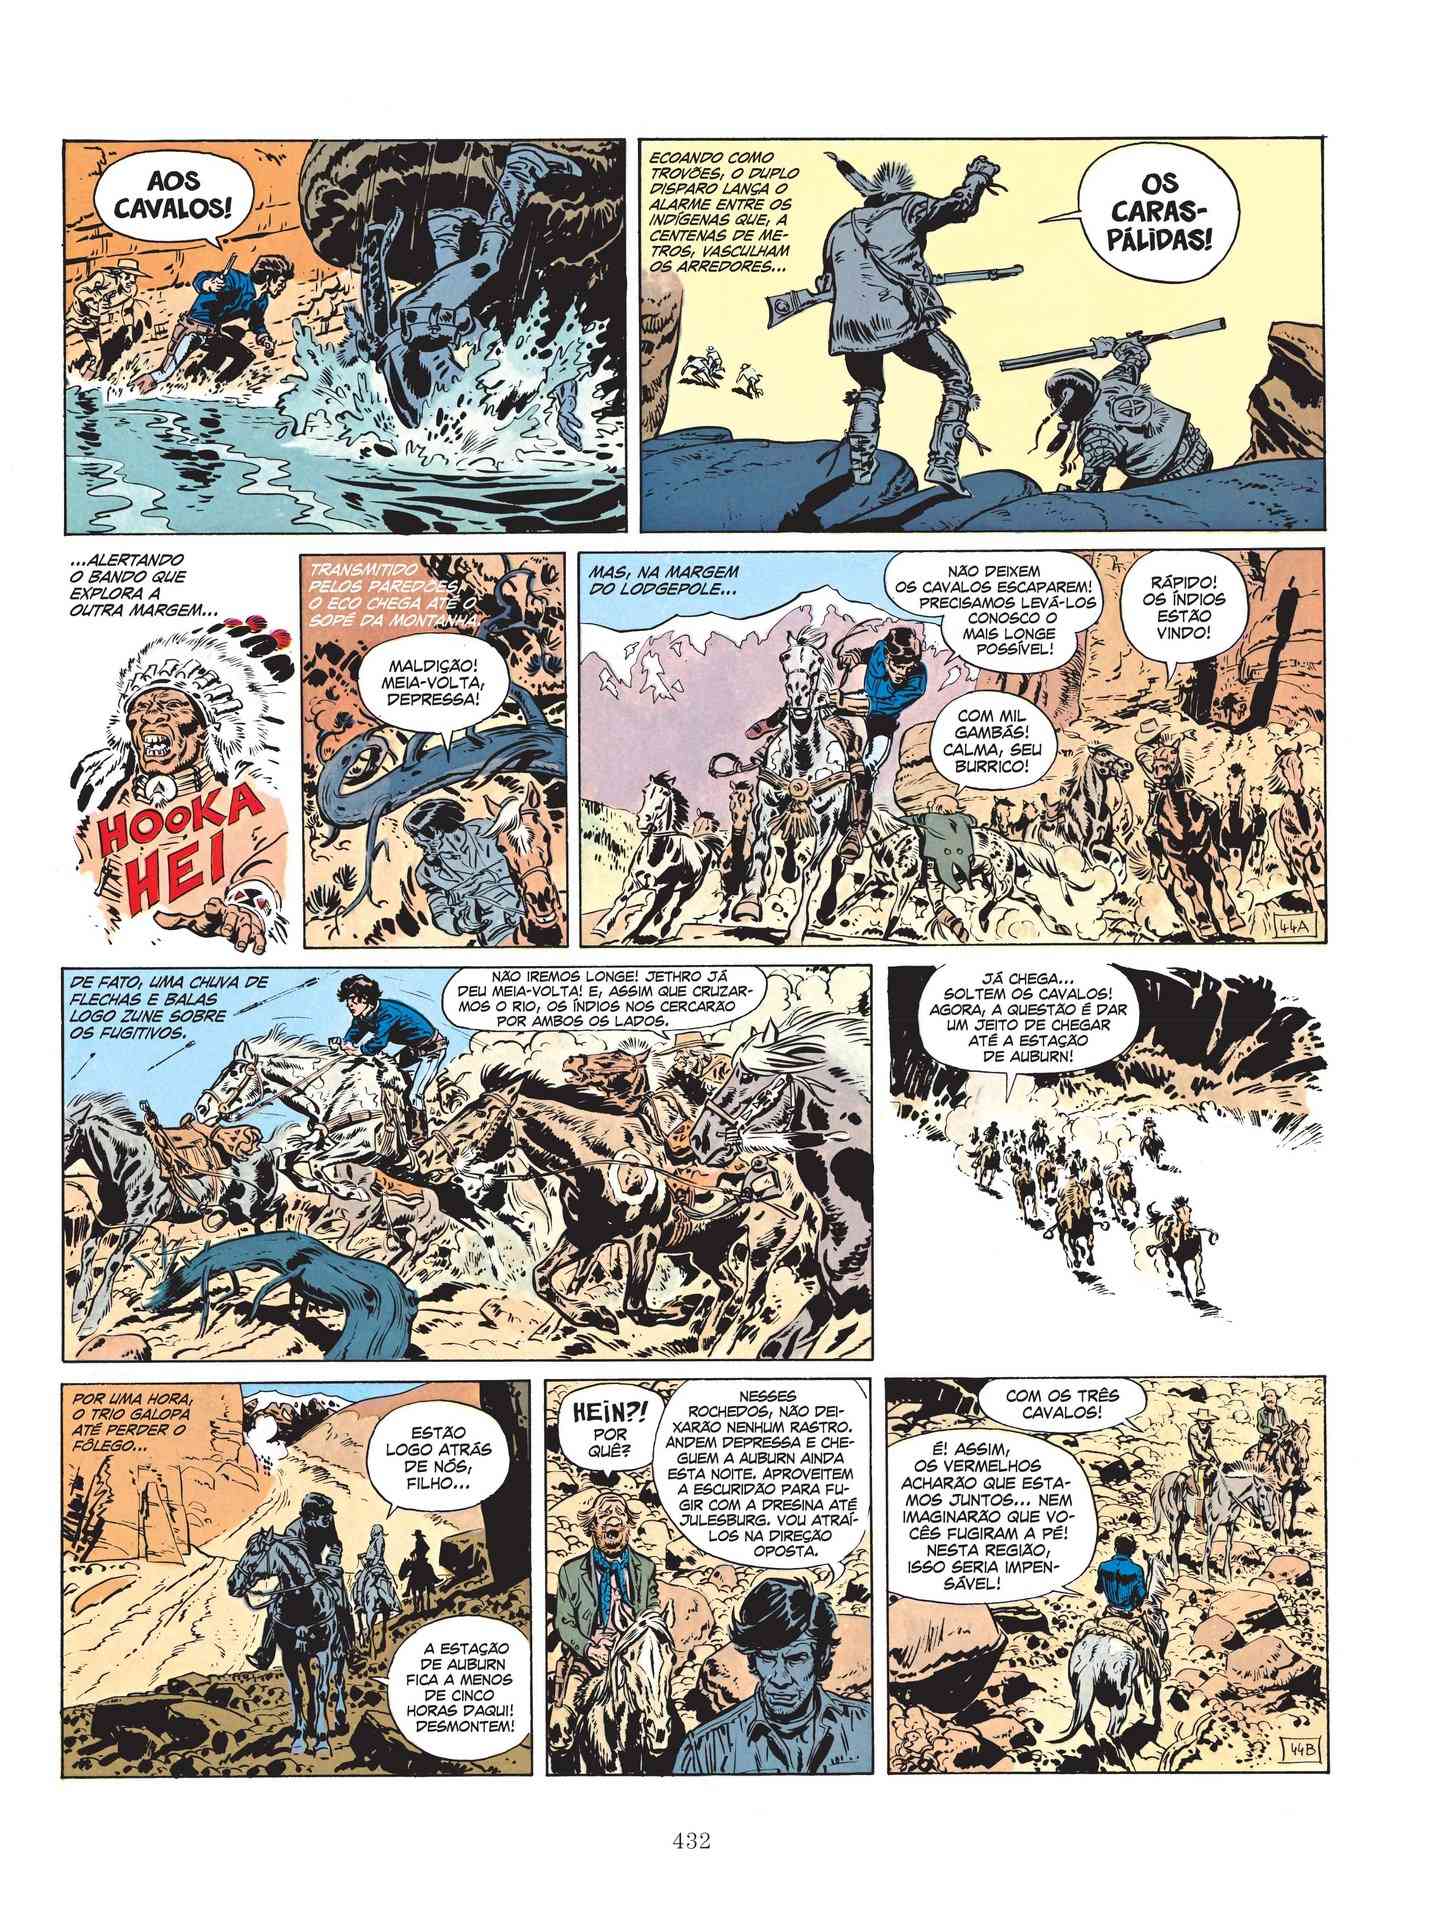 AOS
CAVALOS!
ECOANDO COMO
TROVÕES, O DUPLO
DISPARO LANÇA O
ALARME ENTRE OS
INDÍGENAS QUE, A
CENTENAS DE ME-
TROS, VASCULHAM
OS ARREDORES...
OS
CARAS-
PÁLIDAS!
...ALERTANDO
O BANDO QUE
EXPLORA A
OUTRA MARGEM...
HOOKA
HEI
TRANSMITIDO
PELOS PAREDÕES,
O ECO CHEGA ATÉ O
SOPÉ DA MONTANHA.
MALDIÇÃO!
MEIA-VOLTA,
DEPRESSA!
MAS, NA MARGEM
DO LODGEPOLE...
NÃO DEIXEM
OS CAVALOS ESCAPAREM!
PRECISAMOS LEVÁ-LOS
CONOSCO O
MAIS LONGE
POSSÍVEL!
RÁPIDO!
OS ÍNDIOS
ESTÃO
VINDO!
COM MIL
GAMBÁS!
CALMA, SEU
BURRICO!
44A
DE FATO, UMA CHUVA DE
FLECHAS E BALAS
LOGO ZUNE SOBRE
OS FUGITIVOS.
NÃO IREMOS LONGE! JETHRO JÁ
DEU MEIA-VOLTA! E, ASSIM QUE CRUZAR-
MOS O RIO, OS ÍNDIOS NOS CERCARÃO
POR AMBOS OS LADOS.
JÁ CHEGA...
SOLTEM OS CAVALOS!
AGORA, A QUESTÃO É DAR
UM JEITO DE CHEGAR
ATÉ A ESTAÇÃO
DE AUBURN!
POR UMA HORA,
O TRIO GALOPA
ATÉ PERDER O
FÔLEGO...
ESTÃO
LOGO ATRÁS
DE NÓS,
FILHO...
A ESTAÇÃO
DE AUBURN
FICA A MENOS
DE CINCO
HORAS DAQUI!
DESMONTEM!
HEIN?!
POR
QUÊ?
NESSES
ROCHEDOS, NÃO DEI-
XARÃO NENHUM RASTRO.
ANDEM DEPRESSA E CHE-
GUEM A AUBURN AINDA
ESTA NOITE. APROVEITEM
A ESCURIDÃO PARA FU-
GIR COM A DRESINA ATÉ
JULESBURG. VOU ATRAÍ-
LOS NA DIREÇÃO
OPOSTA.
COM OS TRÊS
CAVALOS!
É! ASSIM,
OS VERMELHOS
ACHARÃO QUE ESTA-
MOS JUNTOS... NEM
IMAGINARÃO QUE VO-
CÊS FUGIRAM A PÉ!
NESTA REGIÃO,
ISSO SERIA IMPEN-
SÁVEL!
44B
432